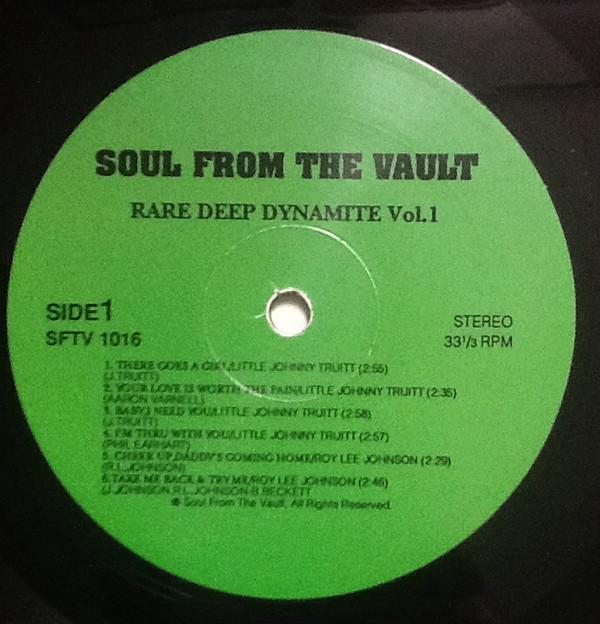 SOUL FROM THE VAULT
RARE DEEP DYNAMITE Vol.1
SIDE 1
SFTV 1016
STEREO
33 1/3 RPM
1. THERE GOES A GIRL/LITTLE JOHNNY TRUITT (2:55)
(J.TRUITT)
2. YOUR LOVE IS WORTH THE PAIN/LITTLE JOHNNY TRUITT (2:35)
(AARON VARNELL)
3. BABY,I NEED YOU/LITTLE JOHNNY TRUITT (2:58)
(J.TRUITT)
4. I'M THRU WITH YOU/LITTLE JOHNNY TRUITT (2:57)
(PHIL EARHART)
5. CHEER UP,DADDY'S COMING HOME/ROY LEE JOHNSON (2:29)
(R.L.JOHNSON)
6.TAKE ME BACK & TRY ME/ROY LEE JOHNSON (2:46)
(J.JOHNSON,R.L.JOHNSON-B.BECKETT
℗ Soul From The Vault, All Rights Reserved.